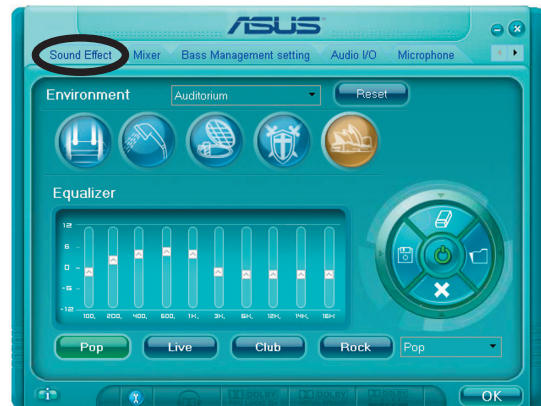 ASUS
Sound Effect Mixer Bass Management setting Audio I/O Microphone
Environment Auditorium Reset
Equalizer
12
6
0
-6
-12
100, 200, 400, 600, 1K, 3K, 6K, 12K, 14K, 16K
Pop Live Club Rock Pop
i OK